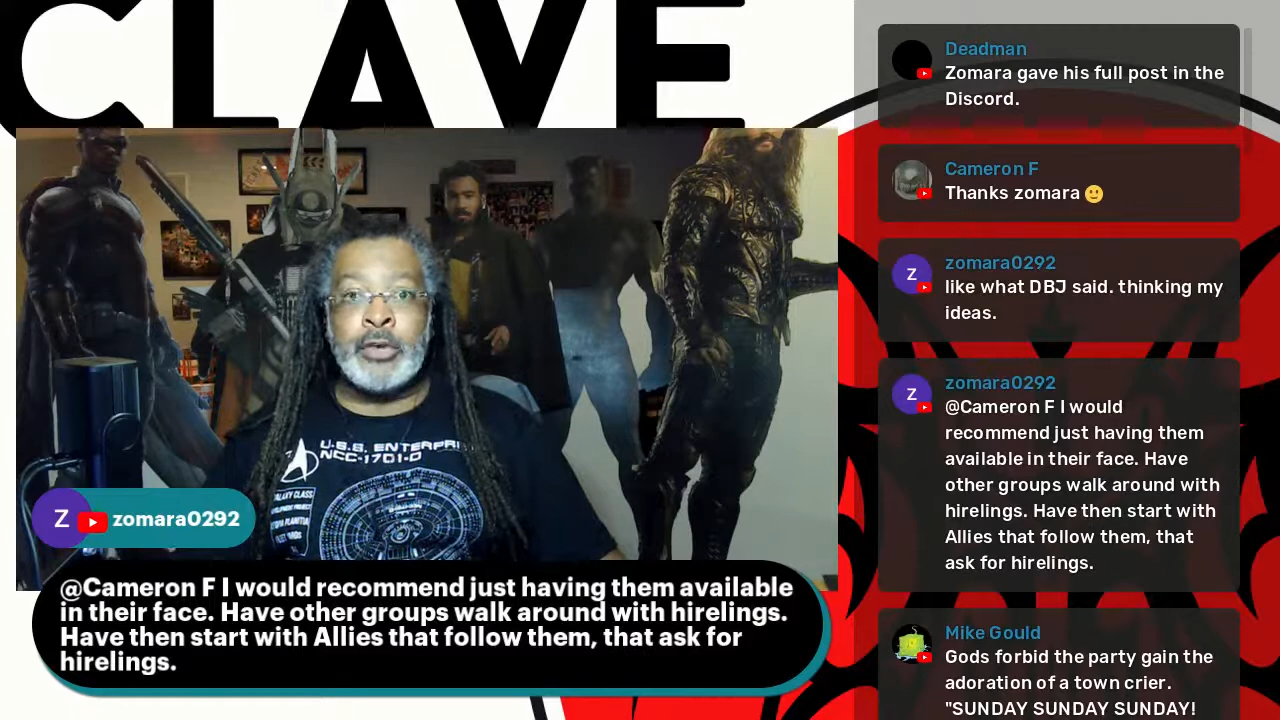 CLAVE
U.S.S. ENTERPRI
NCC-1701-D
GALAXY CLASS
Z zomara0292
@Cameron F I would recommend just having them available
in their face. Have other groups walk around with hirelings.
Have then start with Allies that follow them, that ask for
hirelings.
Deadman
Zomara gave his full post in the
Discord.
Cameron F
Thanks zomara 🙂
Z
zomara0292
like what DBJ said. thinking my
ideas.
Z
zomara0292
@Cameron F I would
recommend just having them
available in their face. Have
other groups walk around with
hirelings. Have then start with
Allies that follow them, that
ask for hirelings.
Mike Gould
Gods forbid the party gain the
adoration of a town crier.
"SUNDAY SUNDAY SUNDAY!